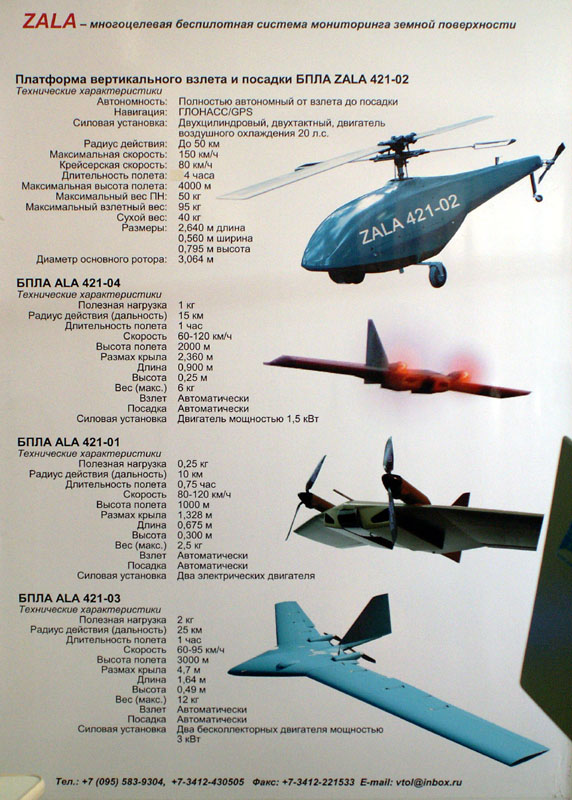 ZALA – многоцелевая беспилотная система мониторинга земной поверхности
Платформа вертикального взлета и посадки БПЛА ZALA 421-02
Технические характеристики
Автономность: Полностью автономный от взлета до посадки
Навигация: ГЛОНАСС/GPS
Силовая установка: Двухцилиндровый, двухтактный, двигатель
воздушного охлаждения 20 л.с.
Радиус действия: До 50 км
Максимальная скорость: 150 км/ч
Крейсерская скорость: 80 км/ч
Длительность полета: 4 часа
Максимальная высота полета: 4000 м
Максимальный вес ПН: 50 кг
Максимальный взлетный вес: 95 кг
Сухой вес: 40 кг
Размеры: 2,640 м длина
0,560 м ширина
0,795 м высота
Диаметр основного ротора: 3,064 м
ZALA 421-02
БПЛА ALA 421-04
Технические характеристики
Полезная нагрузка 1 кг
Радиус действия (дальность) 15 км
Длительность полета 1 час
Скорость 60-120 км/ч
Высота полета 2000 м
Размах крыла 2,360 м
Длина 0,900 м
Высота 0,25 м
Вес (макс.) 6 кг
Взлет Автоматически
Посадка Автоматически
Силовая установка Двигатель мощностью 1,5 кВт
БПЛА ALA 421-01
Технические характеристики
Полезная нагрузка 0,25 кг
Радиус действия (дальность) 10 км
Длительность полета 0,75 час
Скорость 80-120 км/ч
Высота полета 1000 м
Размах крыла 1,328 м
Длина 0,675 м
Высота 0,300 м
Вес (макс.) 2,5 кг
Взлет Автоматически
Посадка Автоматически
Силовая установка Два электрических двигателя
БПЛА ALA 421-03
Технические характеристики
Полезная нагрузка 2 кг
Радиус действия (дальность) 25 км
Длительность полета 1 час
Скорость 60-95 км/ч
Высота полета 3000 м
Размах крыла 4,7 м
Длина 1,64 м
Высота 0,49 м
Вес (макс.) 12 кг
Взлет Автоматически
Посадка Автоматически
Силовая установка Два бесколлекторных двигателя мощностью
3 кВт
Тел.: +7 (095) 583-9304, +7-3412-430505 Факс: +7-3412-221533 E-mail: vtol@inbox.ru